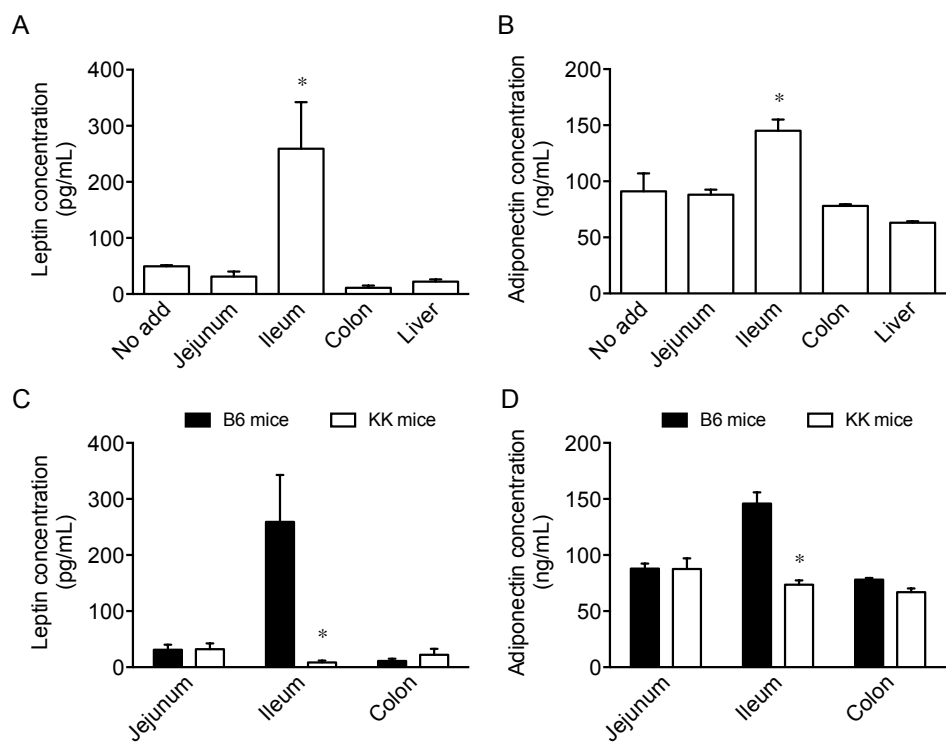 A
Leptin concentration
(pg/mL)
400
300
200
100
0
*
No add
Jejunum
Ileum
Colon
Liver
B
Adiponectin concentration
(ng/mL)
200
150
100
50
0
*
No add
Jejunum
Ileum
Colon
Liver
C
B6 mice
KK mice
Leptin concentration
(pg/mL)
400
300
200
100
0
*
Jejunum
Ileum
Colon
D
B6 mice
KK mice
Adiponectin concentration
(ng/mL)
200
150
100
50
0
*
Jejunum
Ileum
Colon